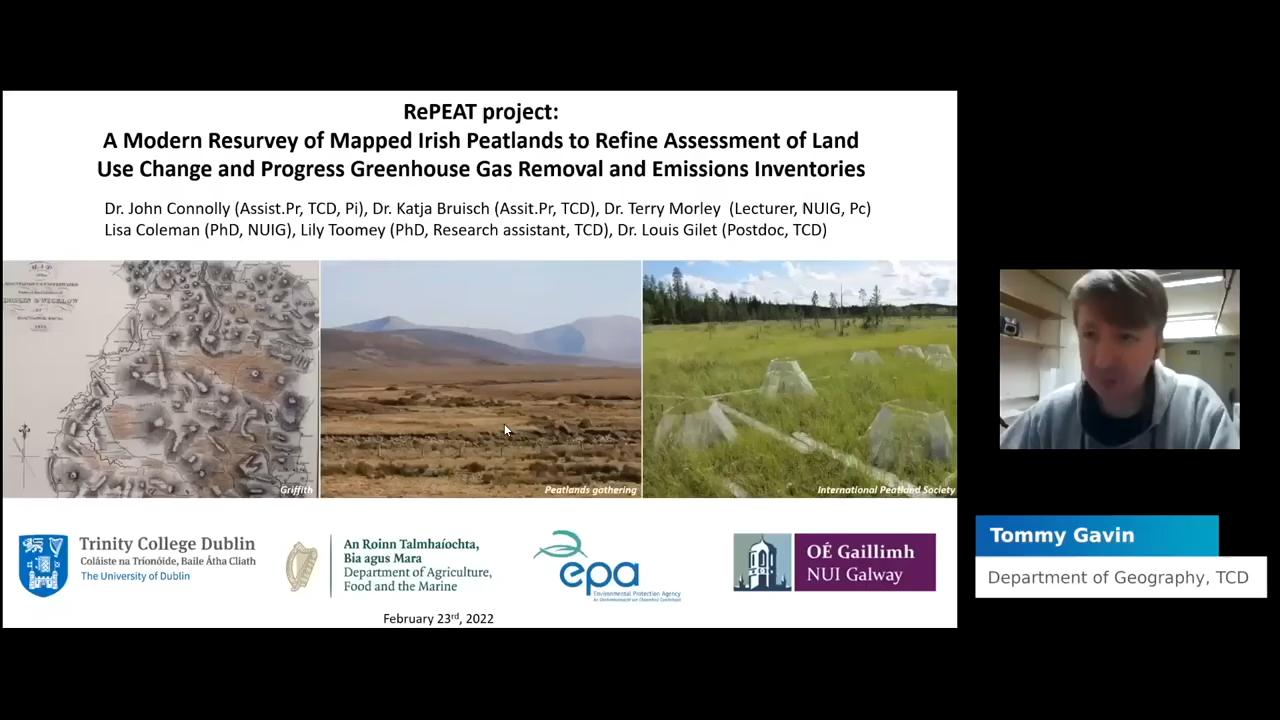 RePEAT project:
A Modern Resurvey of Mapped Irish Peatlands to Refine Assessment of Land
Use Change and Progress Greenhouse Gas Removal and Emissions Inventories
Dr. John Connolly (Assist.Pr, TCD, Pi), Dr. Katja Bruisch (Assit.Pr, TCD), Dr. Terry Morley (Lecturer, NUIG, Pc)
Lisa Coleman (PhD, NUIG), Lily Toomey (PhD, Research assistant, TCD), Dr. Louis Gilet (Postdoc, TCD)
DUBLIN & WICKLOW
Griffith
Peatlands gathering
International Peatland Society
Trinity College Dublin
Coláiste na Tríonóide, Baile Átha Cliath
The University of Dublin
An Roinn Talmhaíochta,
Bia agus Mara
Department of Agriculture,
Food and the Marine
epa
Environmental Protection Agency
OÉ Gaillimh
NUI Galway
February 23rd, 2022
Tommy Gavin
Department of Geography, TCD